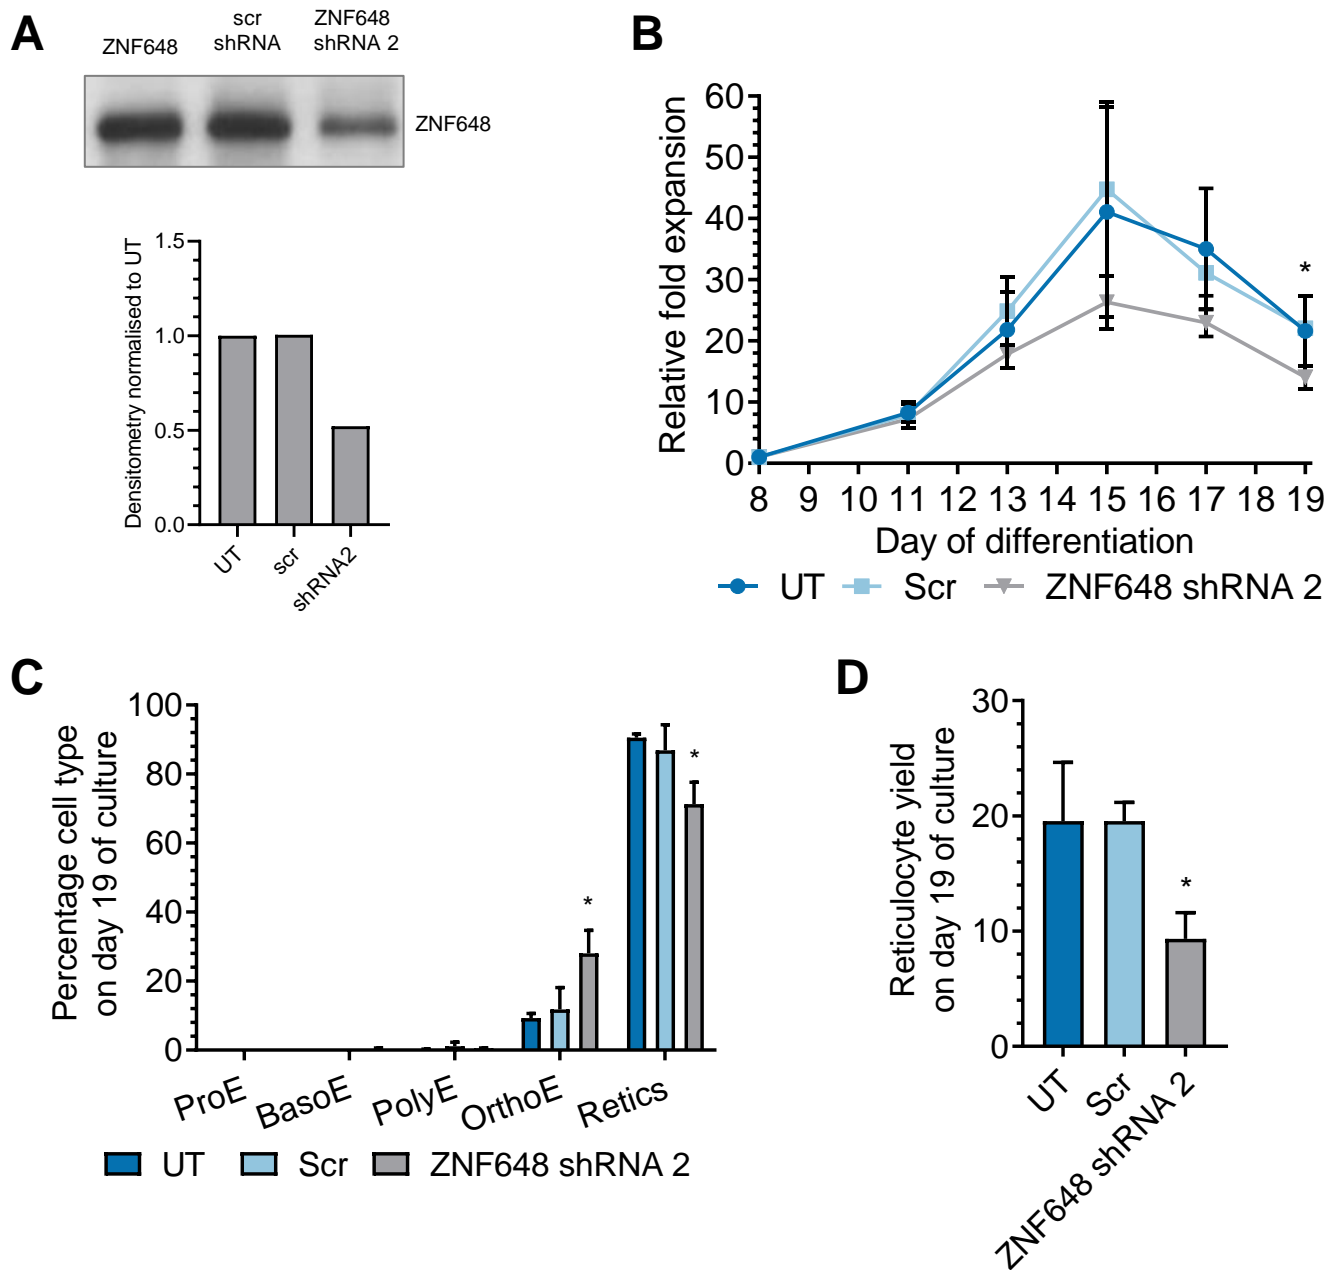 A
ZNF648
scr
shRNA
ZNF648
shRNA 2
ZNF648
Densitometry normalised to UT
1.5
1.0
0.5
0.0
UT
scr
shRNA2
B
Relative fold expansion
60
50
40
30
20
10
0
*
8 9 10 11 12 13 14 15 16 17 18 19
Day of differentiation
UT Scr ZNF648 shRNA 2
C
Percentage cell type
on day 19 of culture
100
80
60
40
20
0
*
*
ProE BasoE PolyE OrthoE Retics
UT Scr ZNF648 shRNA 2
D
Reticulocyte yield
on day 19 of culture
30
20
10
0
*
UT
Scr
ZNF648 shRNA 2